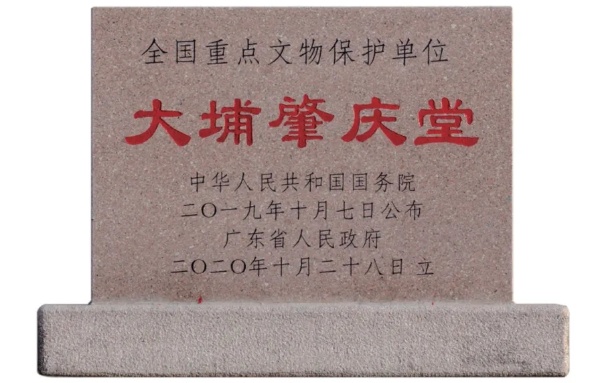 全国重点文物保护单位
大埔肇庆堂
中华人民共和国国务院
二〇一九年十月七日公布
广东省人民政府
二〇二〇年十月二十八日 立